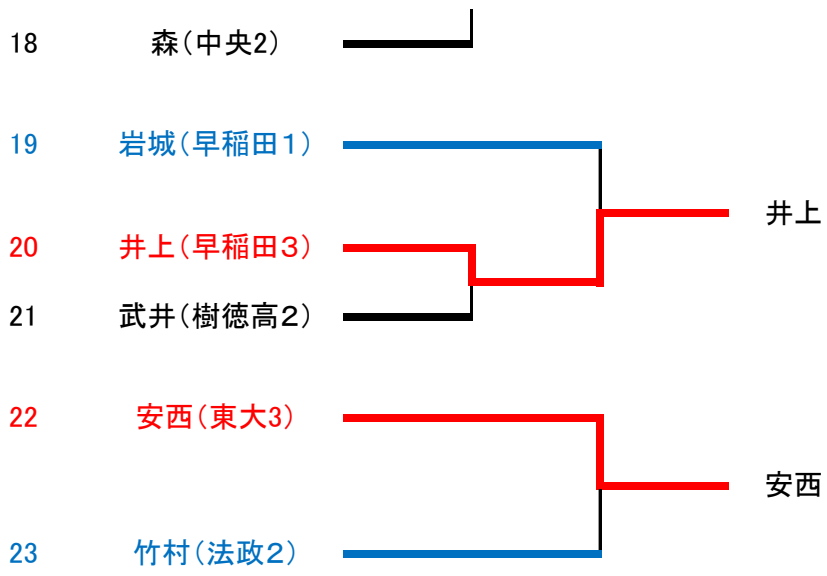 18 森(中央2)
19 岩城(早稲田１)
井上
20 井上(早稲田３)
21 武井(樹徳高２)
22 安西(東大3)
安西
23 竹村(法政２)